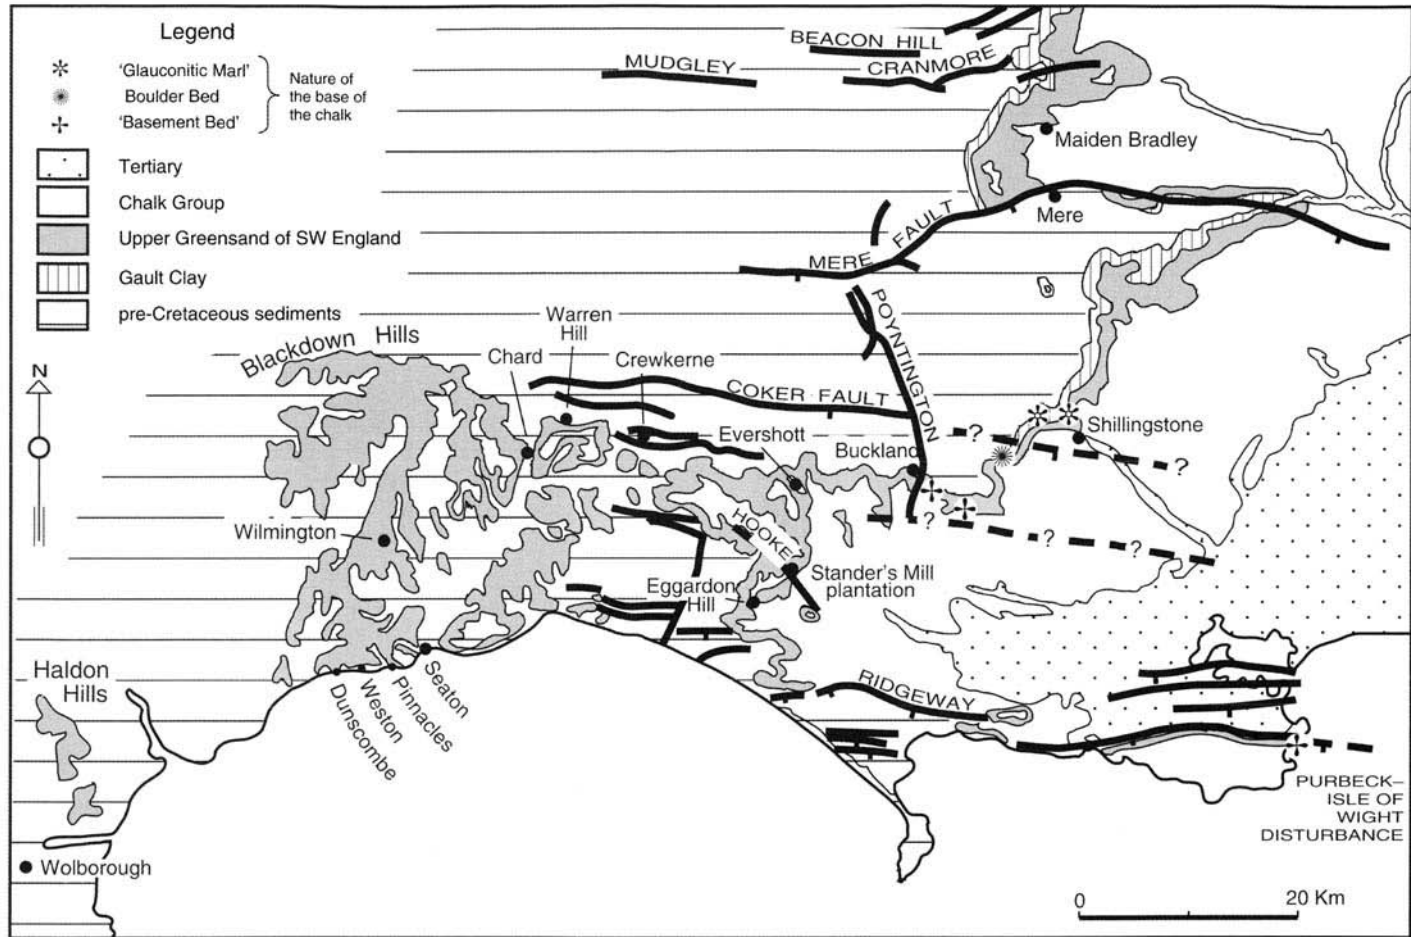 Legend
'Glauconitic Marl'
Boulder Bed
'Basement Bed'
Nature of
the base of
the chalk
Tertiary
Chalk Group
Upper Greensand of SW England
Gault Clay
pre-Cretaceous sediments
N
BEACON HILL
MUDGLEY
CRANMORE
Maiden Bradley
Mere
MERE FAULT
POYNTINGTON
Blackdown Hills
Warren
Hill
Chard
Crewkerne
COKER FAULT
Evershott
Buckland
Shillingstone
?
?
?
?
?
Wilmington
HOOKE
Stander's Mill
plantation
Eggardon
Hill
Haldon
Hills
Seaton
Pinnacles
Weston
Dunscombe
RIDGEWAY
PURBECK–
ISLE OF
WIGHT
DISTURBANCE
Wolborough
0 20 Km